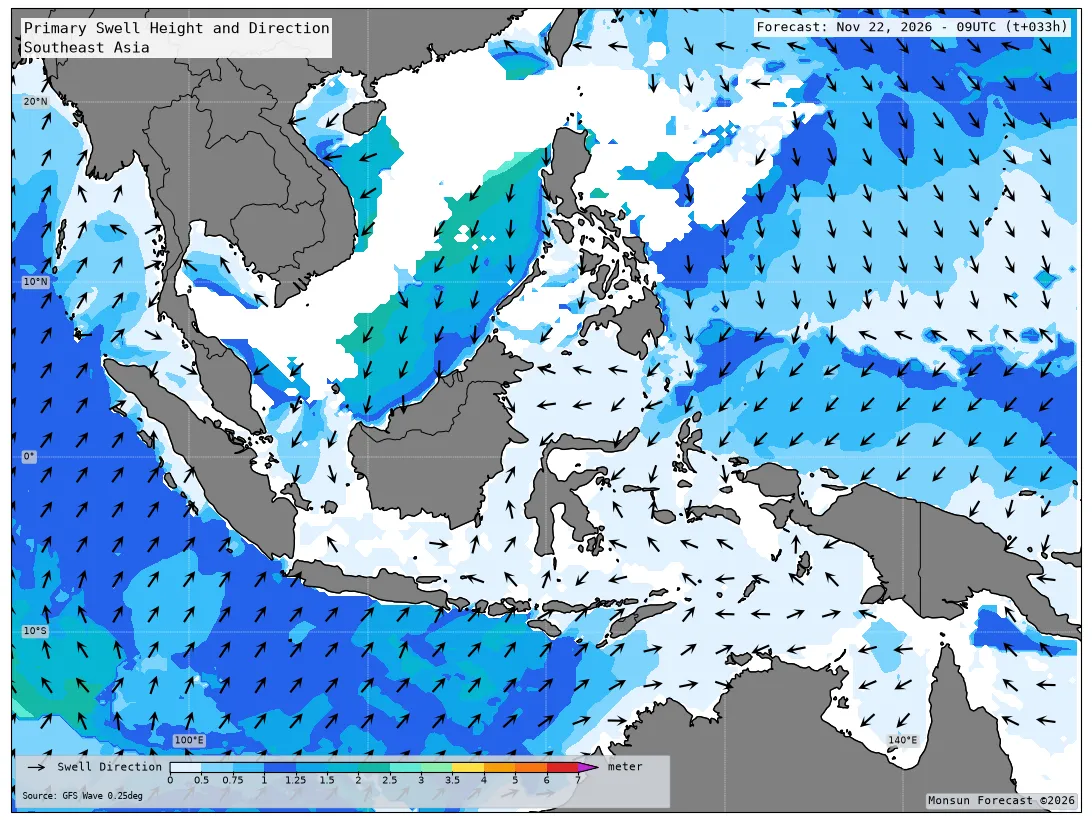 Primary Swell Height and Direction
Southeast Asia
Forecast: Nov 22, 2026 - 09UTC (t+033h)
20°N
10°N
0°
10°S
100°E
140°E
Swell Direction
meter
0 0.5 0.75 1 1.25 1.5 2 2.5 3 3.5 4 5 6 7
Source: GFS Wave 0.25deg
Monsun Forecast ©2026